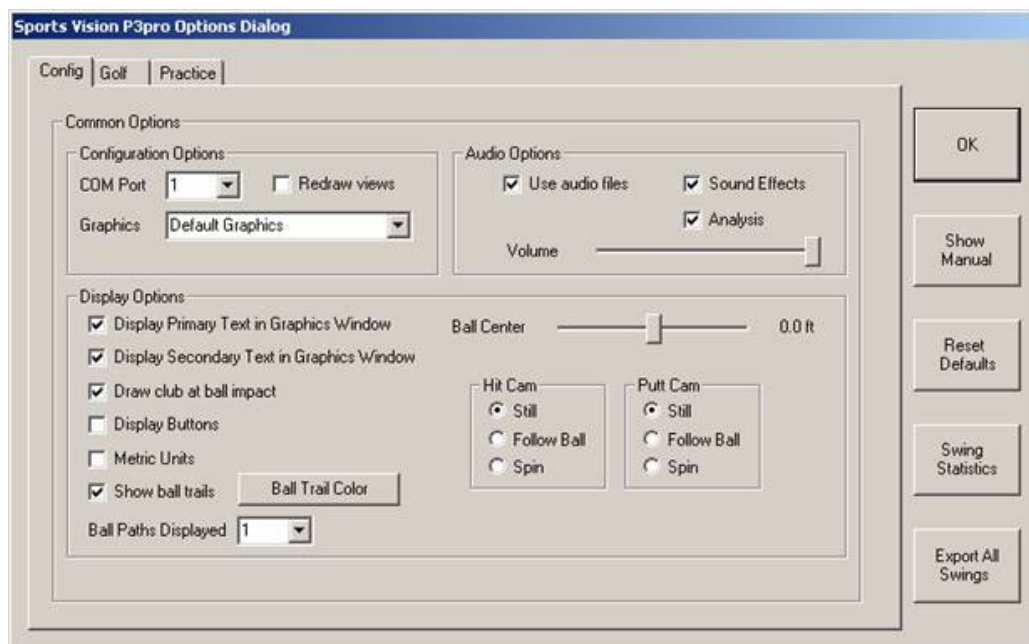 Sports Vision P3pro Options Dialog
Config Golf Practice
Common Options
Configuration Options
COM Port 1 Redraw views
Graphics Default Graphics
Audio Options
Use audio files Sound Effects
Analysis
Volume
Display Options
Display Primary Text in Graphics Window
Display Secondary Text in Graphics Window
Draw club at ball impact
Display Buttons
Metric Units
Show ball trails Ball Trail Color
Ball Paths Displayed 1
Ball Center 0.0 ft
Hit Cam
Still
Follow Ball
Spin
Putt Cam
Still
Follow Ball
Spin
OK
Show
Manual
Reset
Defaults
Swing
Statistics
Export All
Swings